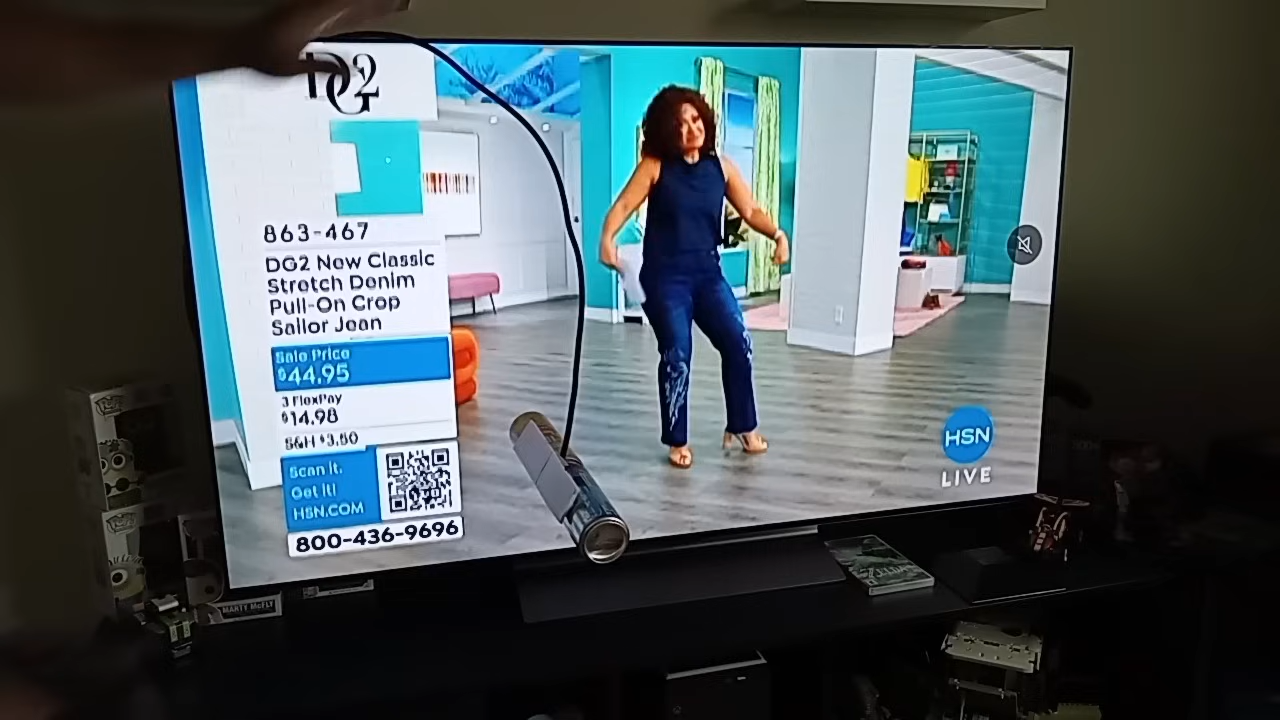 DG2
863-467
DG2 New Classic
Stretch Denim
Pull-On Crop
Sailor Jean
Sale Price
$44.95
3 FlexPay
$14.98
S&H $3.50
Scan it.
Get it!
HSN.COM
800-436-9696
HSN
LIVE
MARTY McFLY
ZELDA